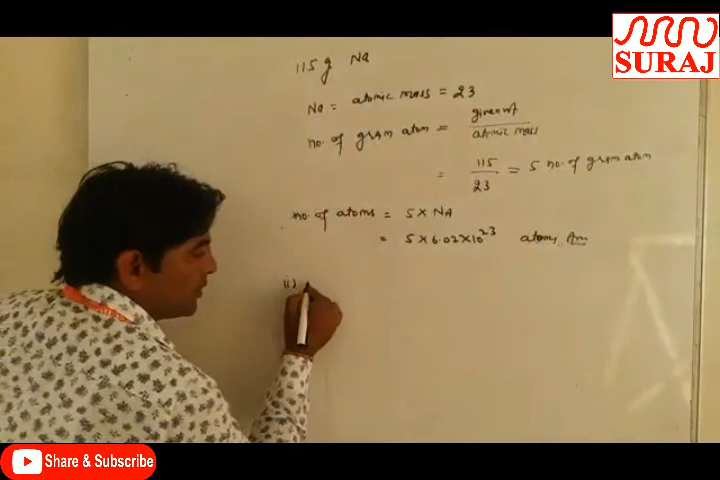 SURAJ
115 g Na
Na = atomic mass = 23
no. of gram atom = given wt / atomic mass
= 115 / 23 = 5 no. of gram atom
no. of atoms = 5 × NA
= 5 × 6.02 × 10^23 atoms Ans
ii)
Share & Subscribe